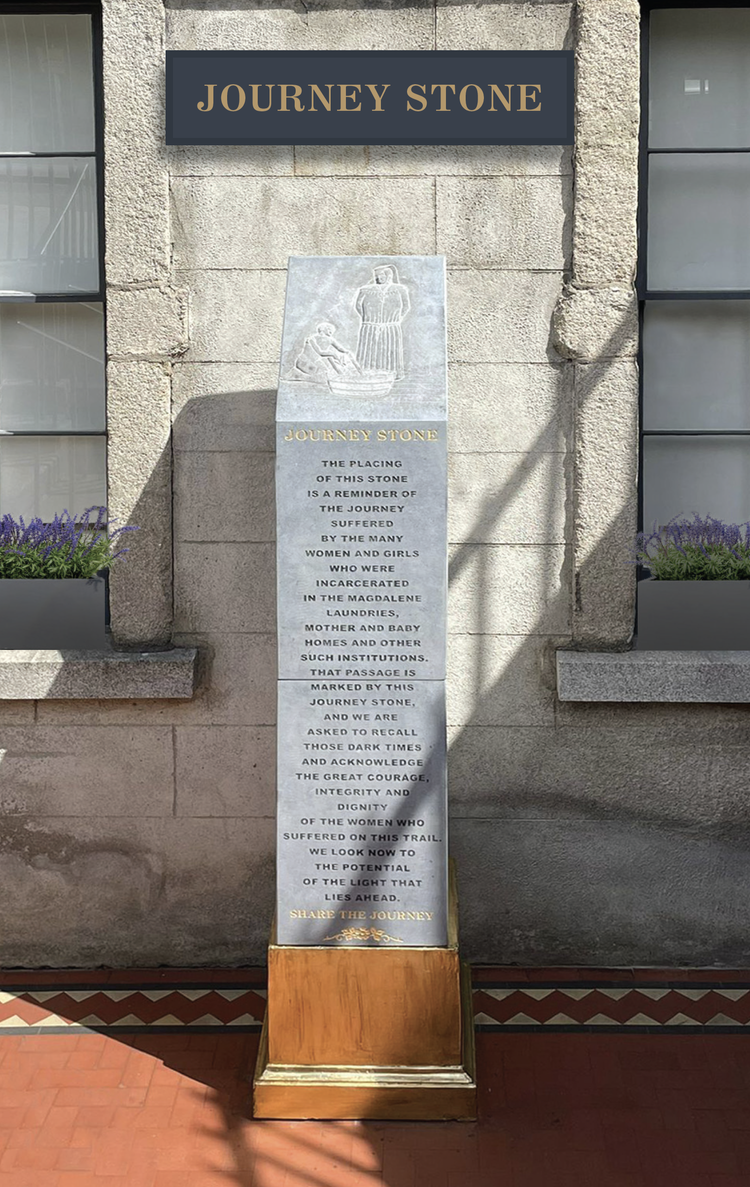 JOURNEY STONE
JOURNEY STONE
THE PLACING
OF THIS STONE
IS A REMINDER OF
THE JOURNEY
SUFFERED
BY THE MANY
WOMEN AND GIRLS
WHO WERE
INCARCERATED
IN THE MAGDALENE
LAUNDRIES,
MOTHER AND BABY
HOMES AND OTHER
SUCH INSTITUTIONS.
THAT PASSAGE IS
MARKED BY THIS
JOURNEY STONE,
AND WE ARE
ASKED TO RECALL
THOSE DARK TIMES
AND ACKNOWLEDGE
THE GREAT COURAGE,
INTEGRITY AND
DIGNITY
OF THE WOMEN WHO
SUFFERED ON THIS TRAIL.
WE LOOK NOW TO
THE POTENTIAL
OF THE LIGHT THAT
LIES AHEAD.
SHARE THE JOURNEY